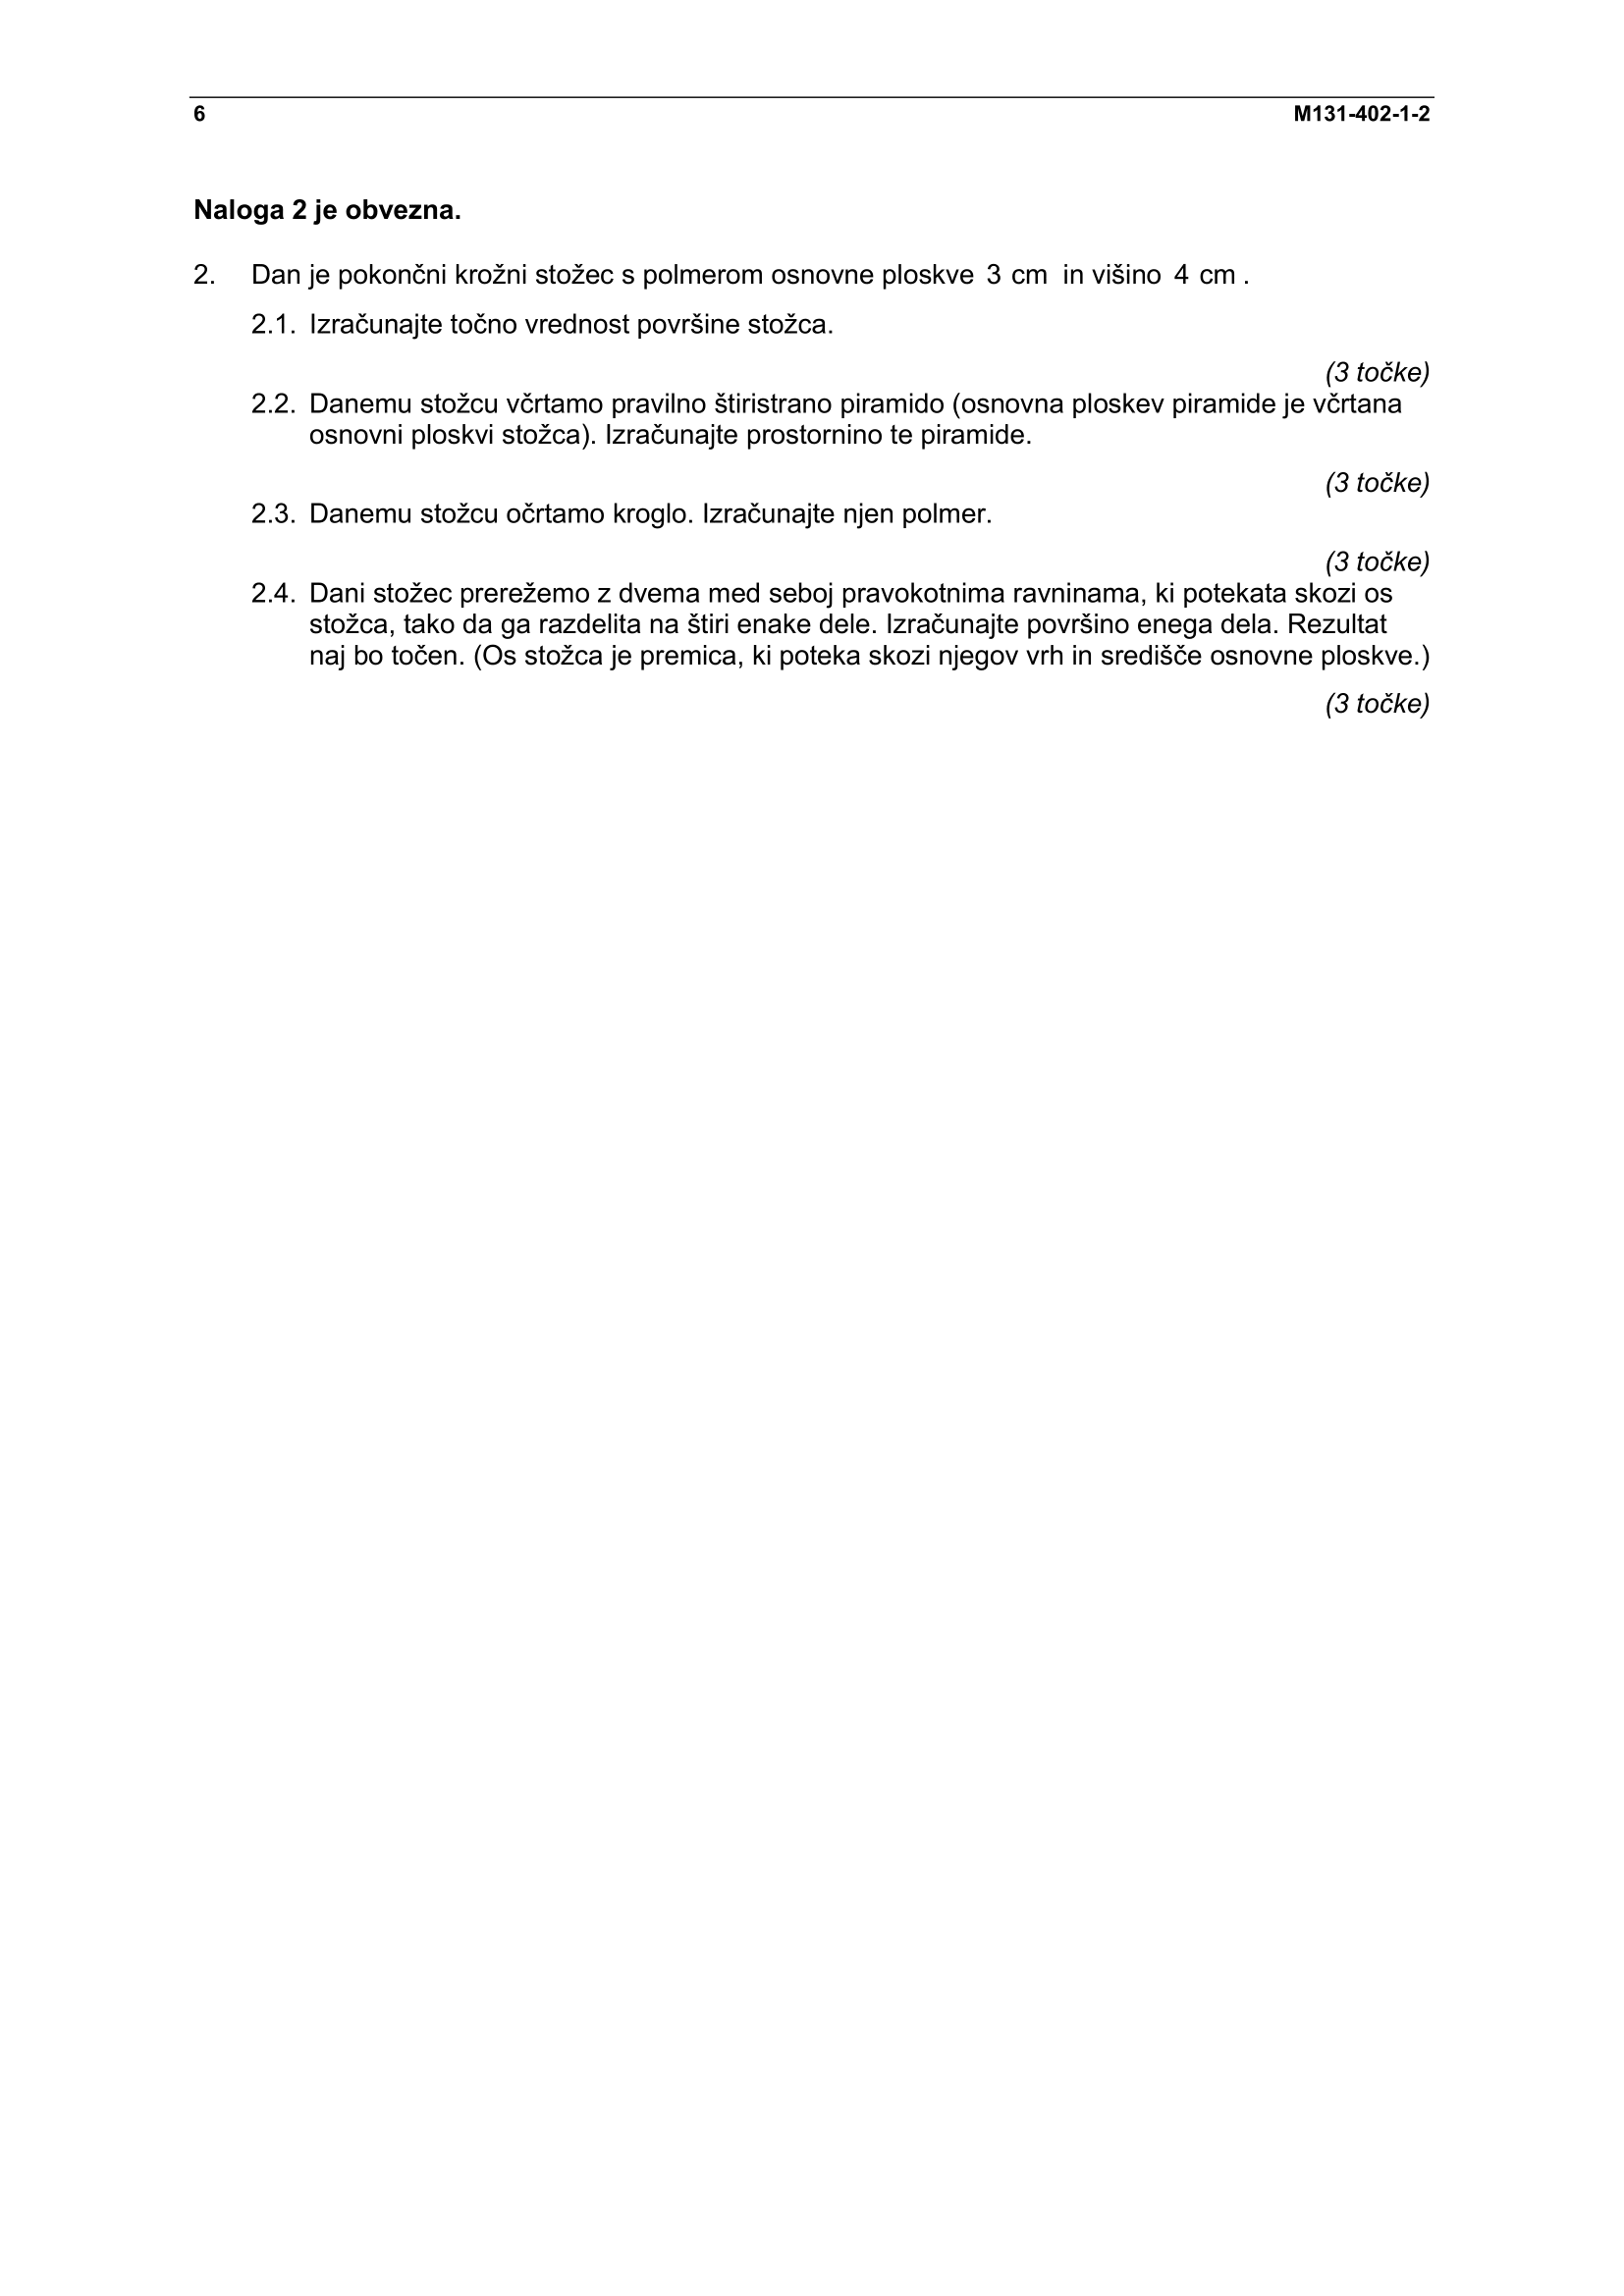 6 M131-402-1-2
Naloga 2 je obvezna.
2. Dan je pokončni krožni stožec s polmerom osnovne ploskve 3 cm in višino 4 cm .
2.1. Izračunajte točno vrednost površine stožca.
(3 točke)
2.2. Danemu stožcu včrtamo pravilno štiristrano piramido (osnovna ploskev piramide je včrtana
osnovni ploskvi stožca). Izračunajte prostornino te piramide.
(3 točke)
2.3. Danemu stožcu očrtamo kroglo. Izračunajte njen polmer.
(3 točke)
2.4. Dani stožec prerežemo z dvema med seboj pravokotnima ravninama, ki potekata skozi os
stožca, tako da ga razdelita na štiri enake dele. Izračunajte površino enega dela. Rezultat
naj bo točen. (Os stožca je premica, ki poteka skozi njegov vrh in središče osnovne ploskve.)
(3 točke)